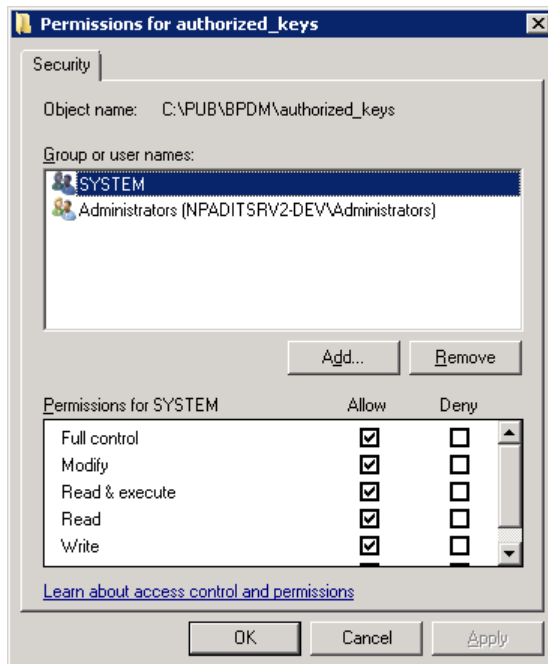 Permissions for authorized_keys
Security
Object name: C:\PUB\BPDM\authorized_keys
Group or user names:
SYSTEM
Administrators (NPADITSRV2-DEV\Administrators)
Add... Remove
Permissions for SYSTEM Allow Deny
Full control
Modify
Read & execute
Read
Write
Learn about access control and permissions
OK Cancel Apply